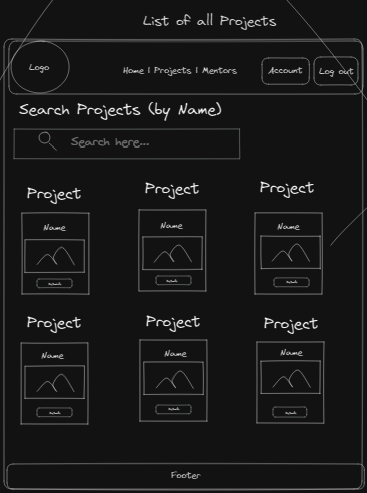 List of all Projects
Logo
Home | Projects | Mentors
Account
Log out
Search Projects (by Name)
Search here...
Project
Project
Project
Name
Name
Name
Project
Project
Project
Name
Name
Name
Footer